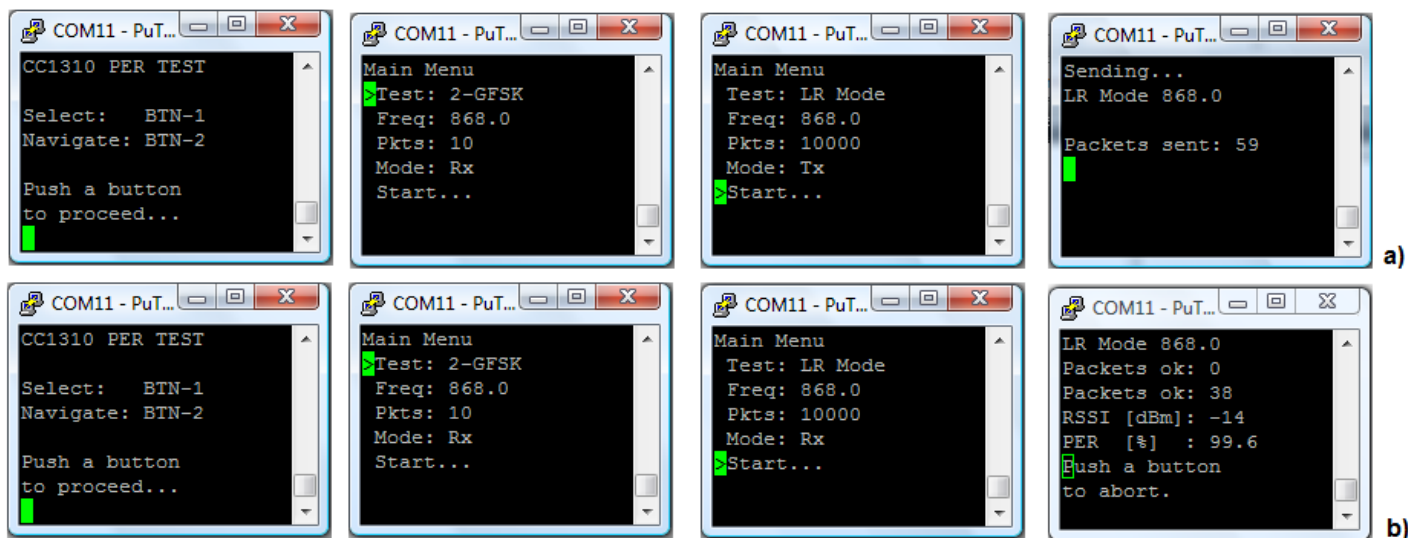 COM11 - PuT...
CC1310 PER TEST
Select: BTN-1
Navigate: BTN-2
Push a button
to proceed...
COM11 - PuT...
Main Menu
>Test: 2-GFSK
Freq: 868.0
Pkts: 10
Mode: Rx
Start...
COM11 - PuT...
Main Menu
Test: LR Mode
Freq: 868.0
Pkts: 10000
Mode: Tx
>Start...
COM11 - PuT...
Sending...
LR Mode 868.0
Packets sent: 59
a)
COM11 - PuT...
CC1310 PER TEST
Select: BTN-1
Navigate: BTN-2
Push a button
to proceed...
COM11 - PuT...
Main Menu
>Test: 2-GFSK
Freq: 868.0
Pkts: 10
Mode: Rx
Start...
COM11 - PuT...
Main Menu
Test: LR Mode
Freq: 868.0
Pkts: 10000
Mode: Rx
>Start...
COM11 - PuT...
LR Mode 868.0
Packets ok: 0
Packets ok: 38
RSSI [dBm]: -14
PER [%] : 99.6
Push a button
to abort.
b)